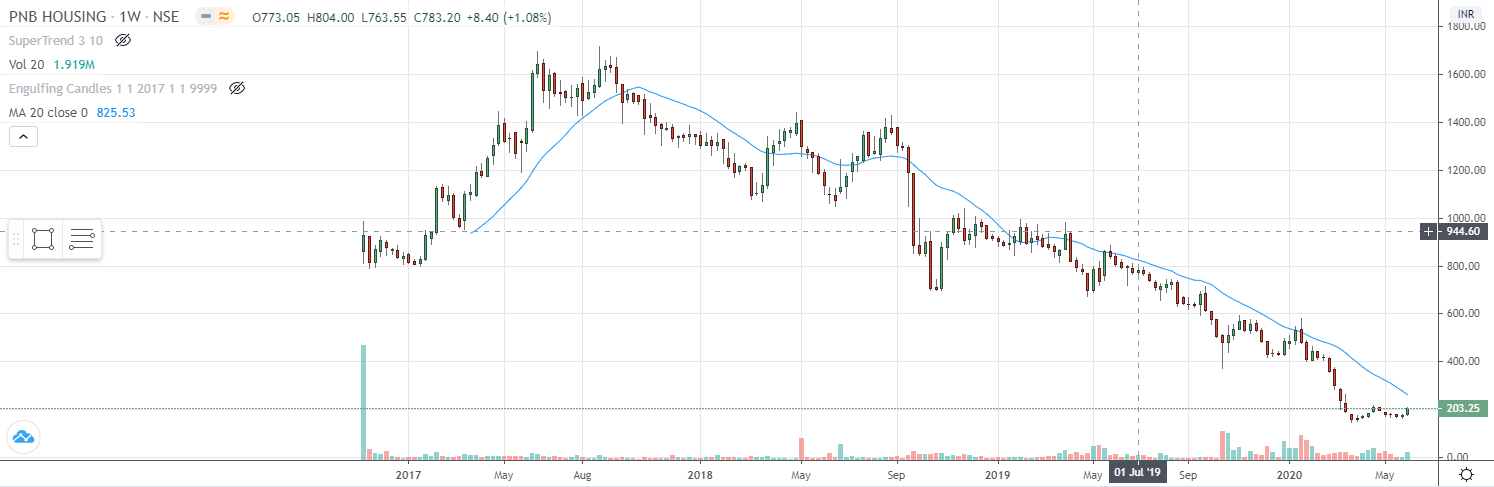 PNB HOUSING · 1W · NSE O773.05 H804.00 L763.55 C783.20 +8.40 (+1.08%)
SuperTrend 3 10
Vol 20 1.919M
Engulfing Candles 1 1 2017 1 1 9999
MA 20 close 0 825.53
INR
1800.00
1600.00
1400.00
1200.00
1000.00
944.60
800.00
600.00
400.00
203.25
0.00
2017 May Aug 2018 May Sep 2019 May 01 Jul '19 Sep 2020 May